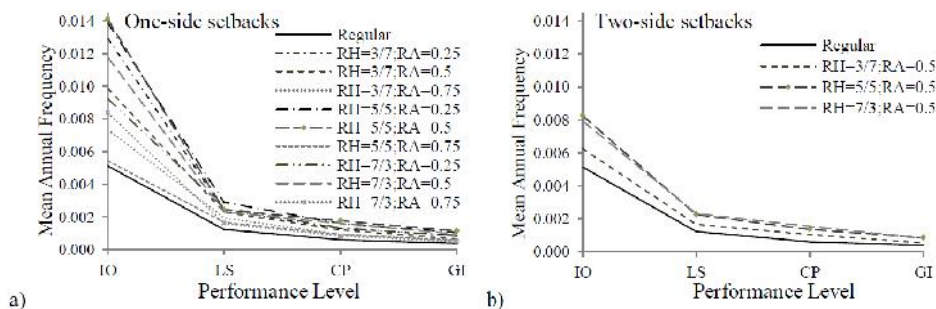 One-side setbacks
0.014
0.012
0.010
0.008
0.006
0.004
0.002
0.000
Mean Annual Frequency
Regular
RH=3/7;RA=0.25
RH=3/7;RA=0.5
RH=3/7;RA=0.75
RH=5/5;RA=0.25
RH=5/5;RA=0.5
RH=5/5;RA=0.75
RH=7/3;RA=0.25
RH=7/3;RA=0.5
RH=7/3;RA=0.75
IO LS CP GI
Performance Level
a)
Two-side setbacks
0.014
0.012
0.010
0.008
0.006
0.004
0.002
0.000
Mean Annual Frequency
Regular
RH=3/7;RA=0.5
RH=5/5;RA=0.5
RH=7/3;RA=0.5
IO LS CP GI
Performance Level
b)